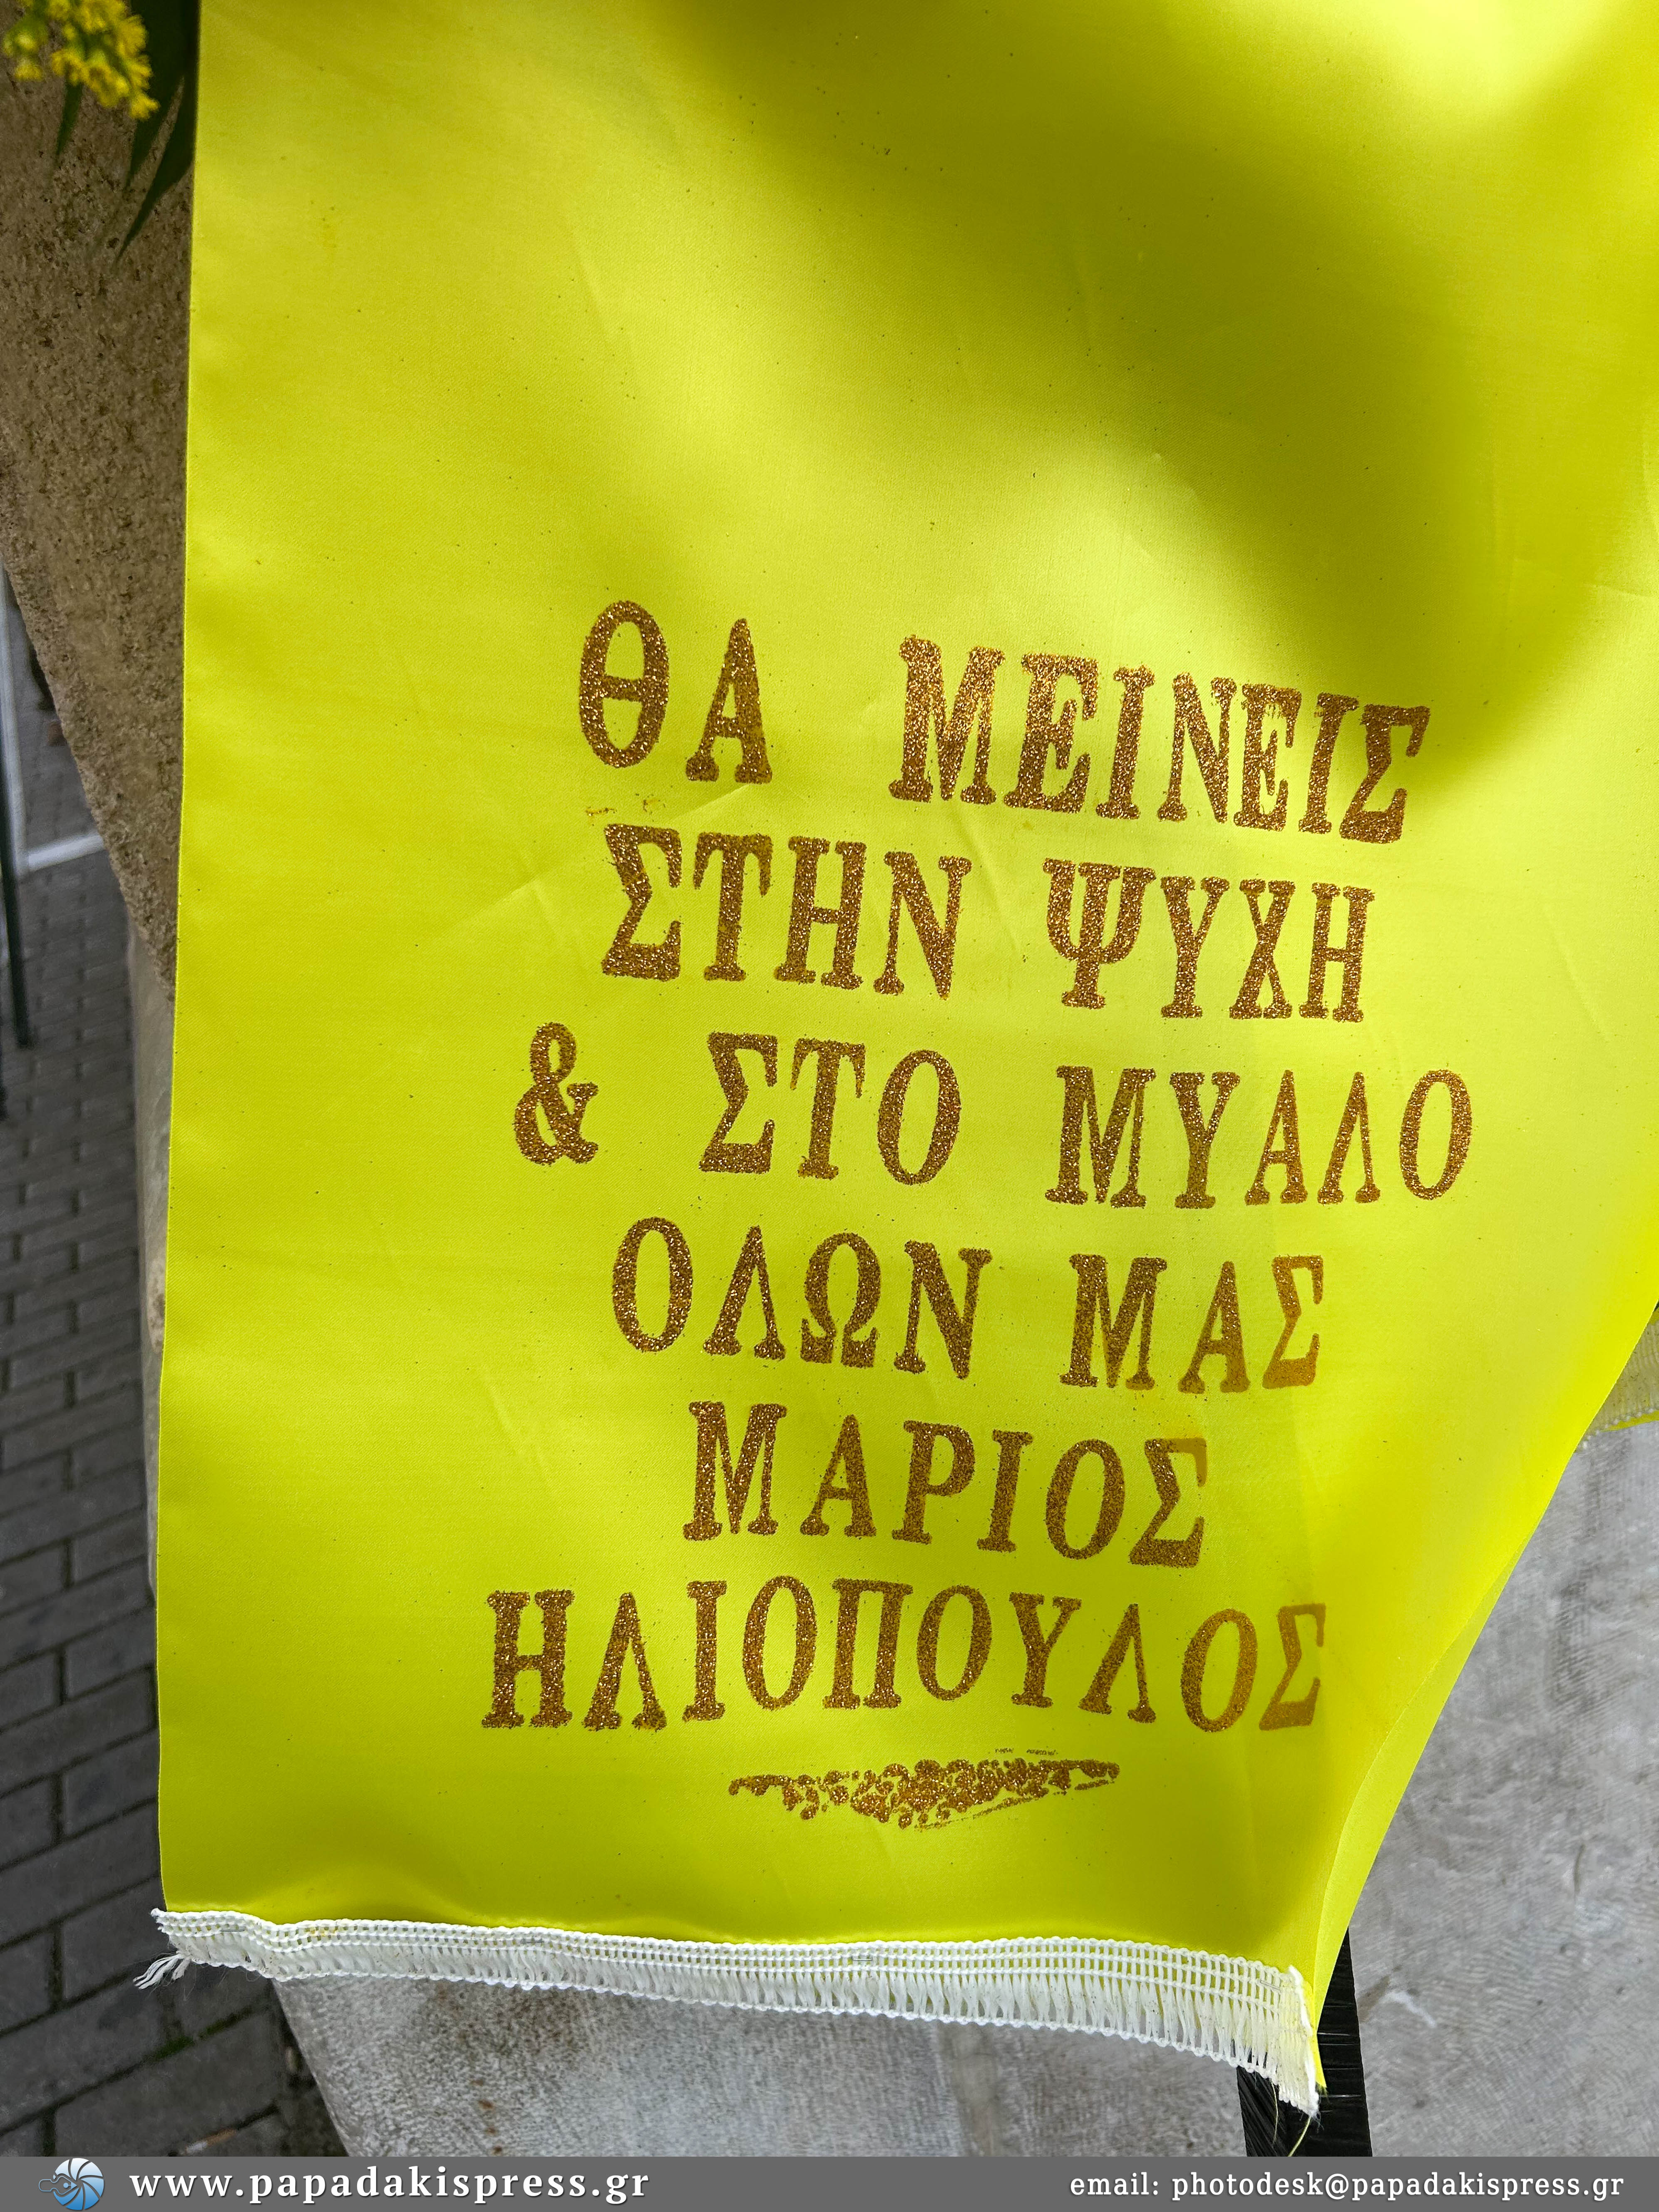 ΘΑ ΜΕΙΝΕΙΣ
ΣΤΗΝ ΨΥΧΗ
& ΣΤΟ ΜΥΑΛΟ
ΟΛΩΝ ΜΑΣ
ΜΑΡΙΟΣ
ΗΛΙΟΠΟΥΛΟΣ
www.papadakispress.gr
email: photodesk@papadakispress.gr